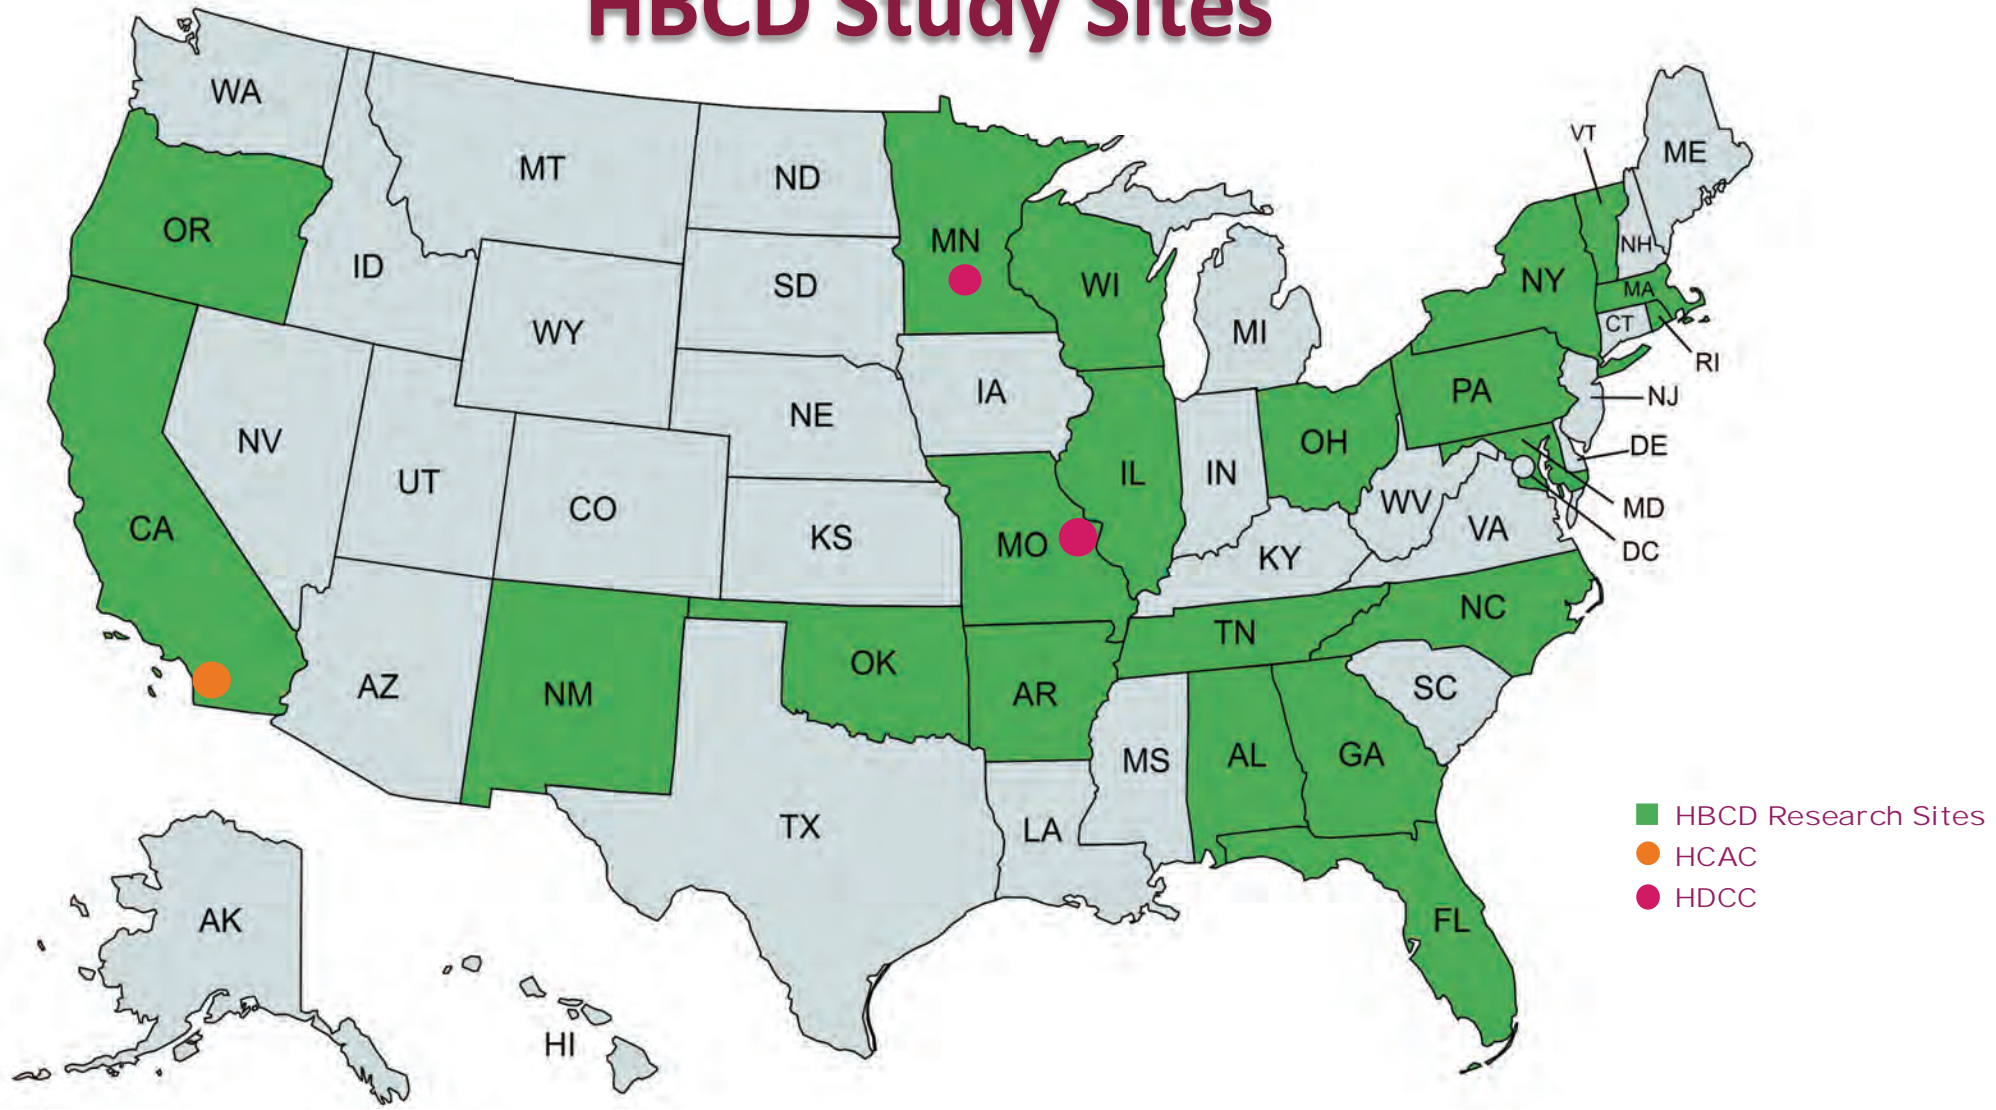 HBCD Study Sites
WA
MT
ND
MN
VT
ME
OR
ID
SD
WI
NH
NY
MA
WY
MI
CT
RI
IA
PA
NJ
NE
NV
UT
CO
IL
IN
OH
DE
WV
MD
CA
KS
MO
KY
VA
DC
NC
TN
AZ
NM
OK
AR
SC
MS
AL
GA
TX
LA
HBCD Research Sites
HCAC
HDCC
AK
FL
HI